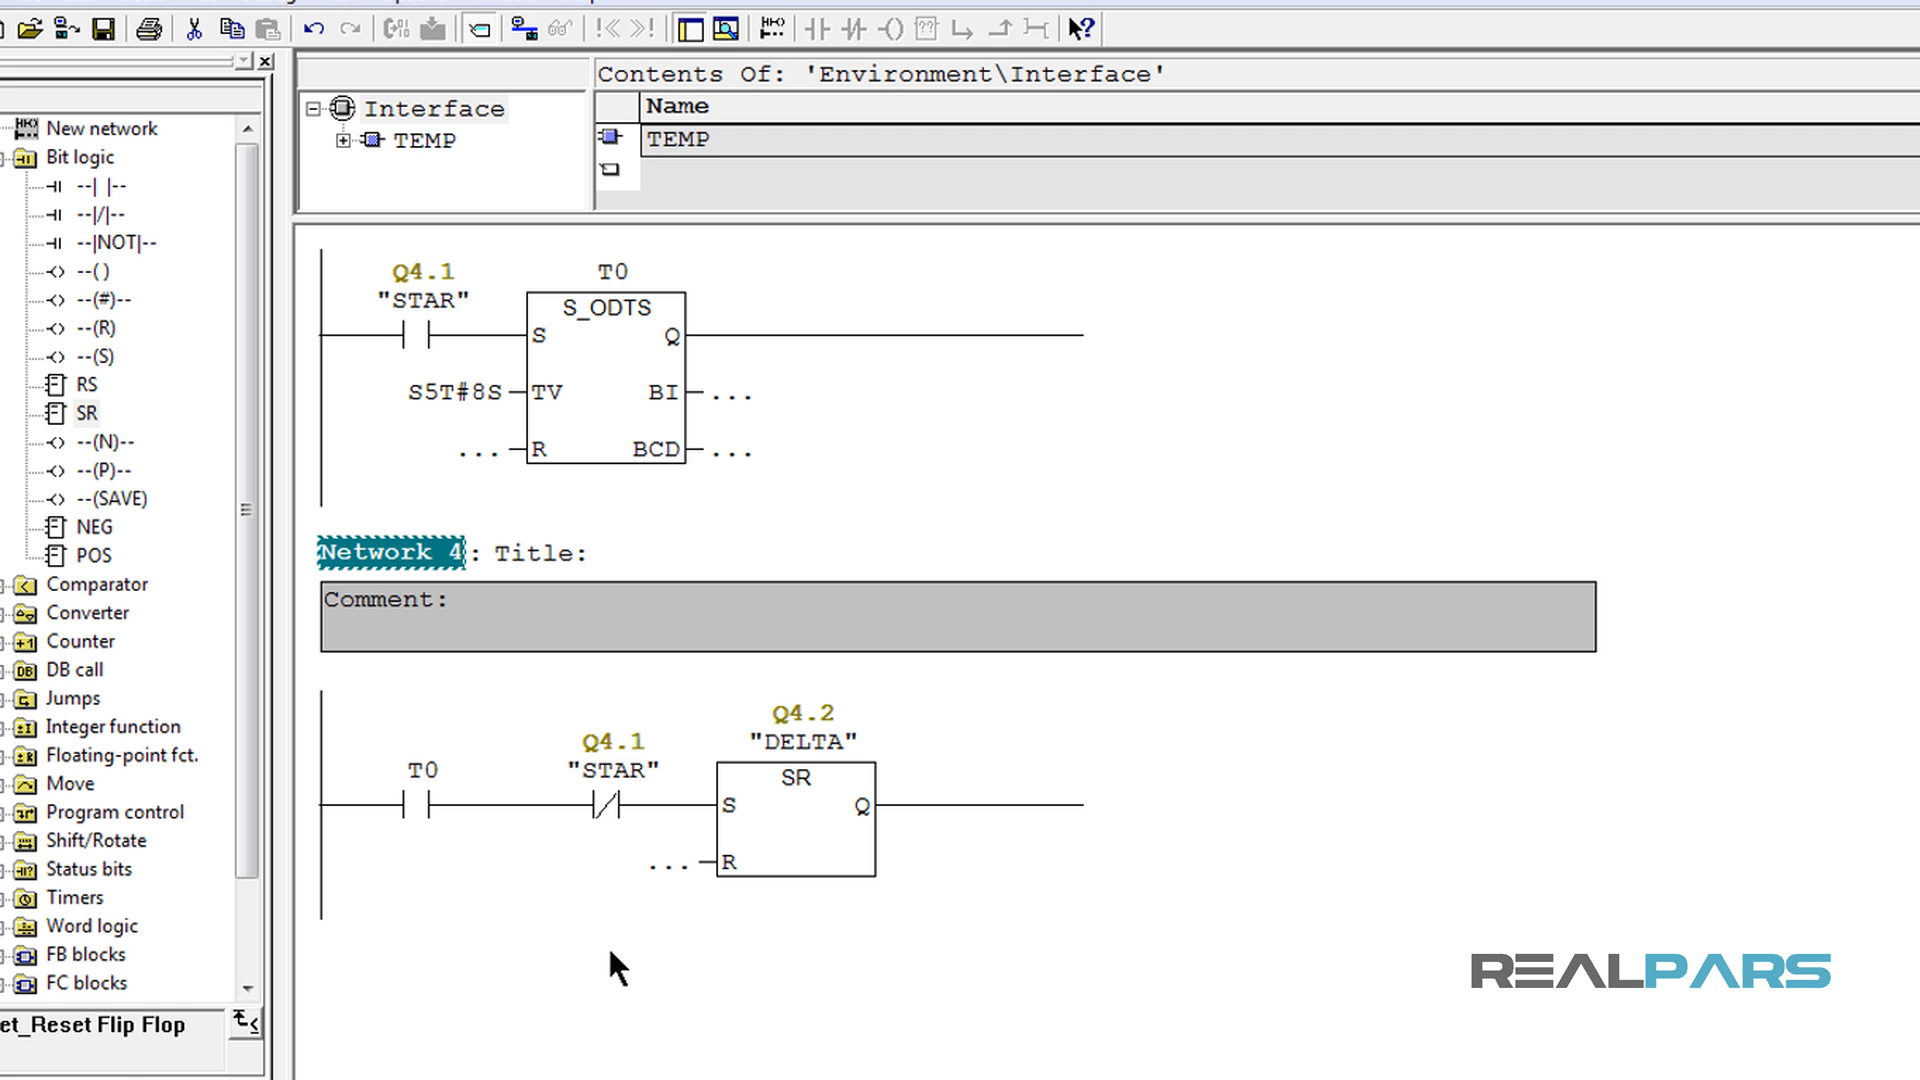 Contents Of: 'Environment\Interface'
Interface
TEMP
Name
TEMP
New network
Bit logic
--| |--
--|/|--
--|NOT|--
--( )
--(#)--
--(R)
--(S)
RS
SR
--(N)--
--(P)--
--(SAVE)
NEG
POS
Comparator
Converter
Counter
DB call
Jumps
Integer function
Floating-point fct.
Move
Program control
Shift/Rotate
Status bits
Timers
Word logic
FB blocks
FC blocks
et_Reset Flip Flop
Q4.1
"STAR"
T0
S_ODTS
S Q
S5T#8S TV BI ...
... R BCD ...
Network 4: Title:
Comment:
T0
Q4.1
"STAR"
Q4.2
"DELTA"
SR
S Q
... R
REALPARS